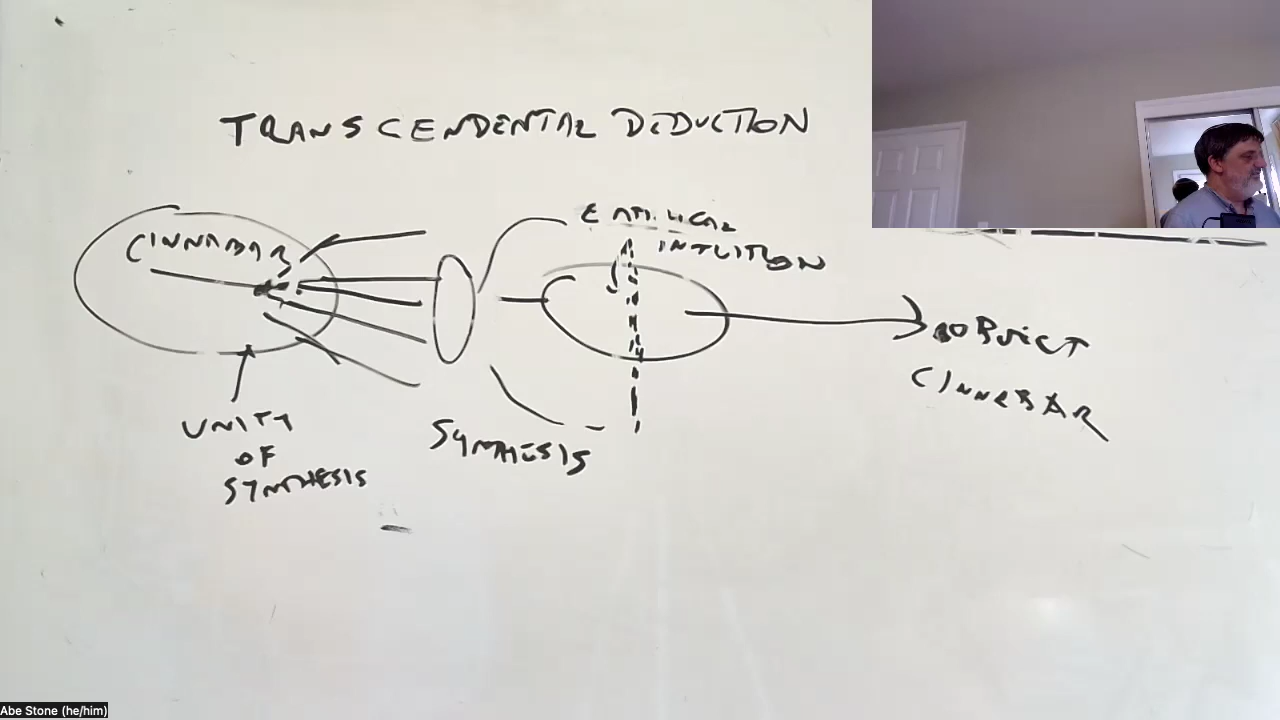 TRANSCENDENTAL DEDUCTION
CINNABAR
EMPIRICAL
INTUITION
OBJECT
CINNABAR
UNITY
OF
SYNTHESIS
SYNTHESIS
Abe Stone (he/him)